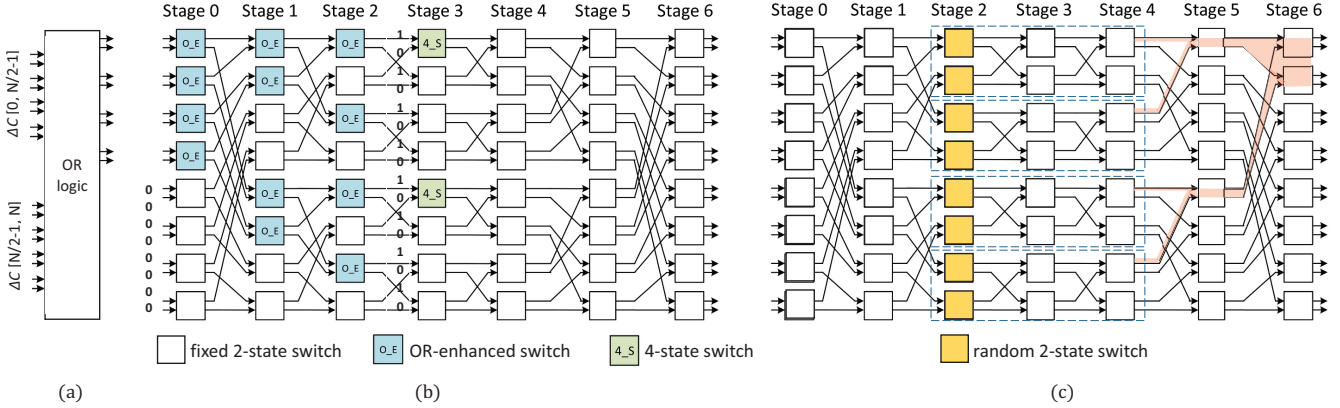 Stage 0 Stage 1 Stage 2 Stage 3 Stage 4 Stage 5 Stage 6
Stage 0 Stage 1 Stage 2 Stage 3 Stage 4 Stage 5 Stage 6
ΔC [0, N/2-1]
ΔC [N/2-1, N]
OR
logic
0
0
0
0
0
0
0
0
O_E O_E O_E 4_S
O_E O_E
O_E O_E
O_E
O_E O_E 4_S
O_E
O_E
1
0
1
0
1
0
1
0
1
0
1
0
1
0
1
0
fixed 2-state switch
O_E OR-enhanced switch
4_S 4-state switch
random 2-state switch
(a) (b) (c)